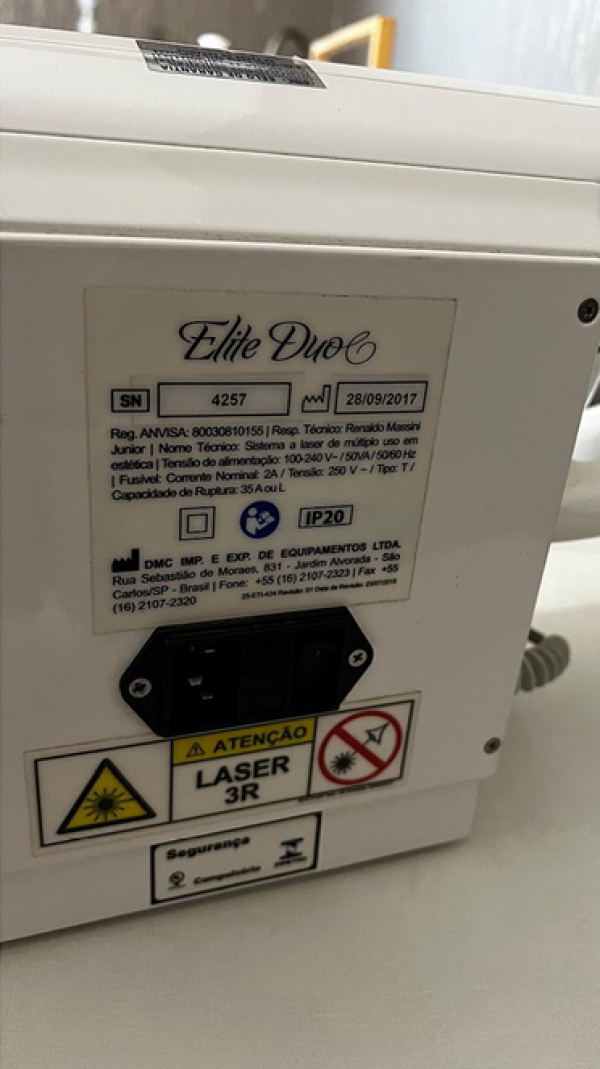 Elite Duo
SN 4257 28/09/2017
Reg. ANVISA: 80030810155 | Resp. Técnico: Renaldo Massini
Junior | Nome Técnico: Sistema a laser de múltiplo uso em
estética | Tensão de alimentação: 100-240 V~ / 50VA / 50/60 Hz
| Fusível: Corrente Nominal: 2A / Tensão: 250 V ~ / Tipo: T /
Capacidade de Ruptura: 35 A ou L
IP20
DMC IMP. E EXP. DE EQUIPAMENTOS LTDA.
Rua Sebastião de Moraes, 831 - Jardim Alvorada - São
Carlos/SP - Brasil | Fone: +55 (16) 2107-2323 | Fax +55
(16) 2107-2320
ATENÇÃO
LASER
3R
Segurança
Compulsório